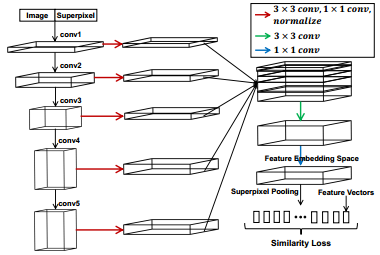 Image Superpixel
conv1
conv2
conv3
conv4
conv5
3 × 3 conv, 1 × 1 conv,
normalize
3 × 3 conv
1 × 1 conv
Feature Embedding Space
Superpixel Pooling
Feature Vectors
Similarity Loss